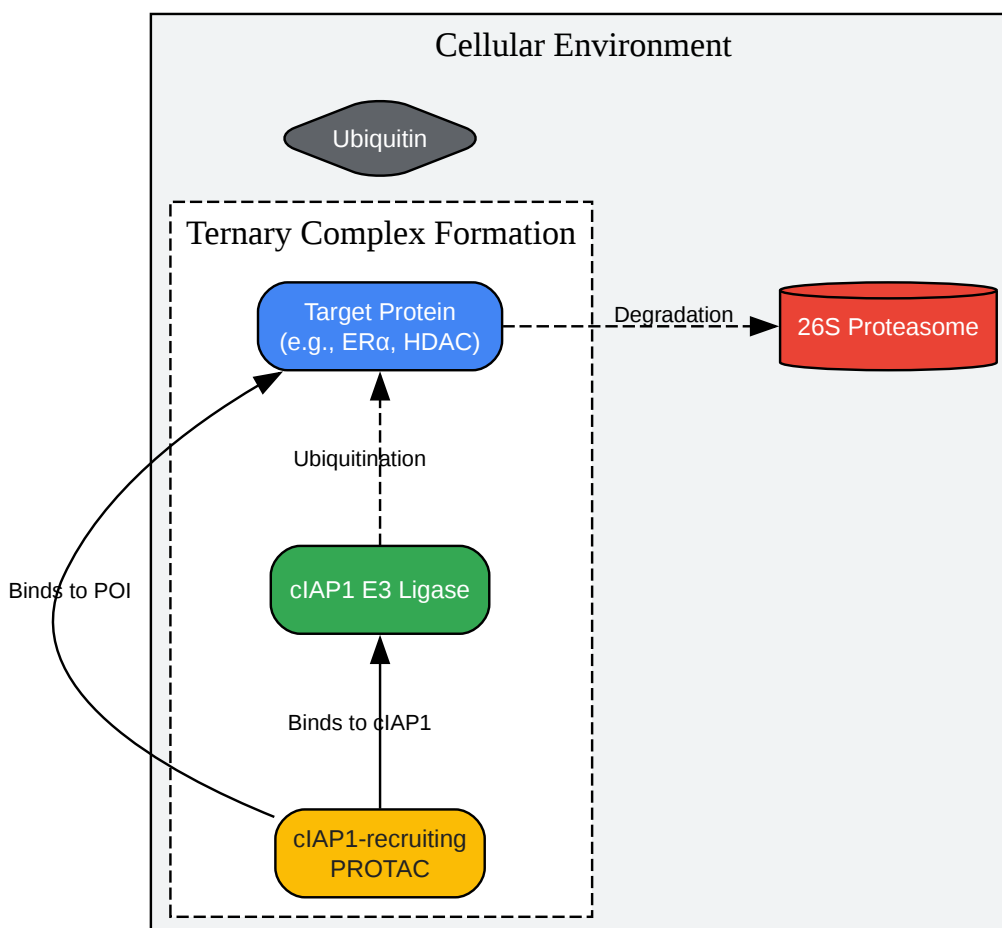 Cellular Environment
Ubiquitin
Ternary Complex Formation
Target Protein
(e.g., ERα, HDAC)
Degradation
26S Proteasome
Ubiquitination
Binds to POI
cIAP1 E3 Ligase
Binds to cIAP1
cIAP1-recruiting
PROTAC